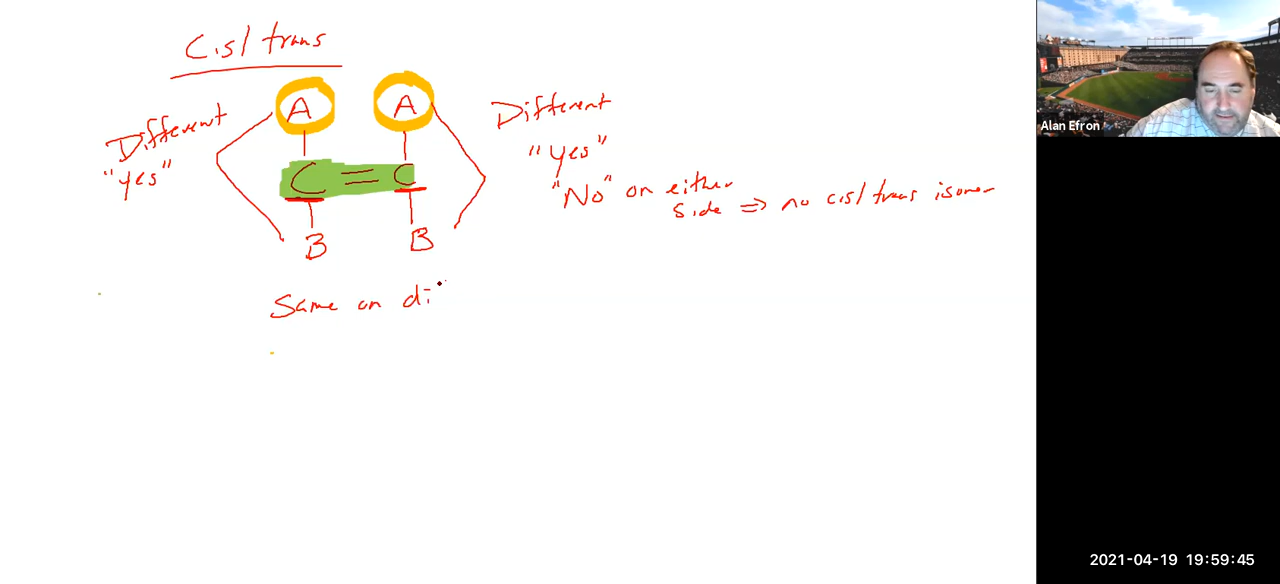 Cis/trans
A A
Different
Different
"yes"
"yes"
C = C
"No" on either
side ⇒ no cis/trans isomer
B B
Same on di
Alan Efron
2021-04-19 19:59:45